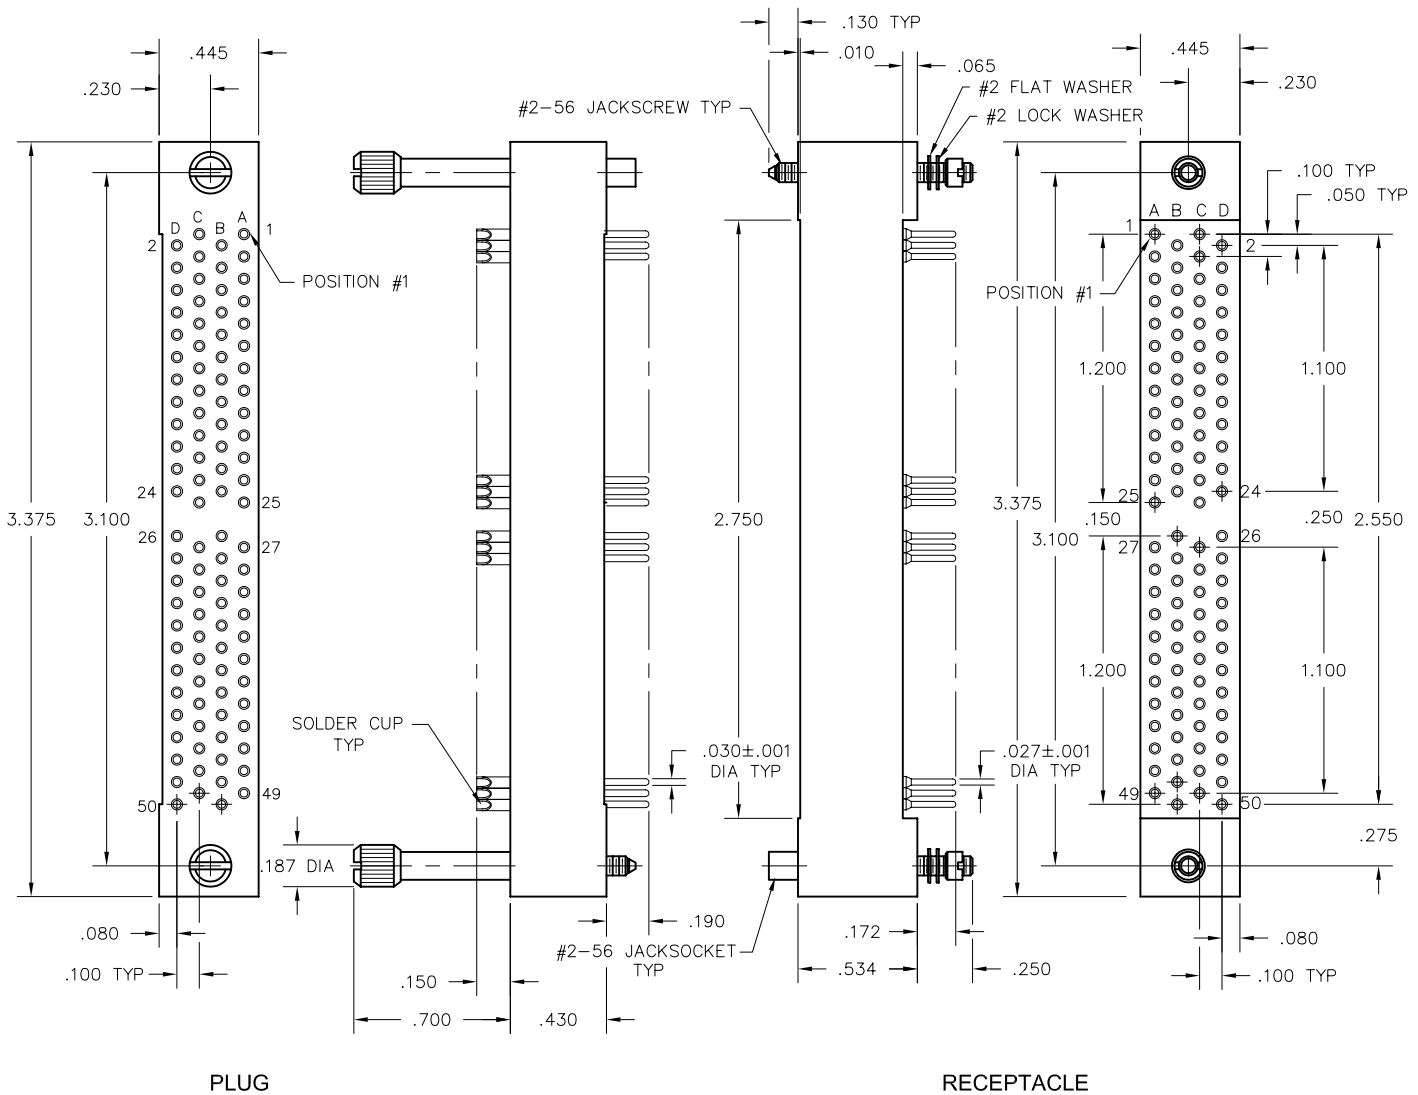 .130 TYP
.445
.010
.445
.065
.230
#2 FLAT WASHER
.230
#2-56 JACKSCREW TYP
#2 LOCK WASHER
.100 TYP
.050 TYP
D C B A
A B C D
1
1
2
2
POSITION #1
POSITION #1
1.200
1.100
24
25
25
24
3.375
3.100
2.750
3.375
3.100
.150
.250
2.550
26
27
27
26
1.200
1.100
SOLDER CUP
TYP
.030±.001
DIA TYP
.027±.001
DIA TYP
49
50
49
50
.187 DIA
.275
.080
.190
.172
.080
#2-56 JACKSOCKET
TYP
.100 TYP
.150
.534
.250
.100 TYP
.700
.430
PLUG
RECEPTACLE